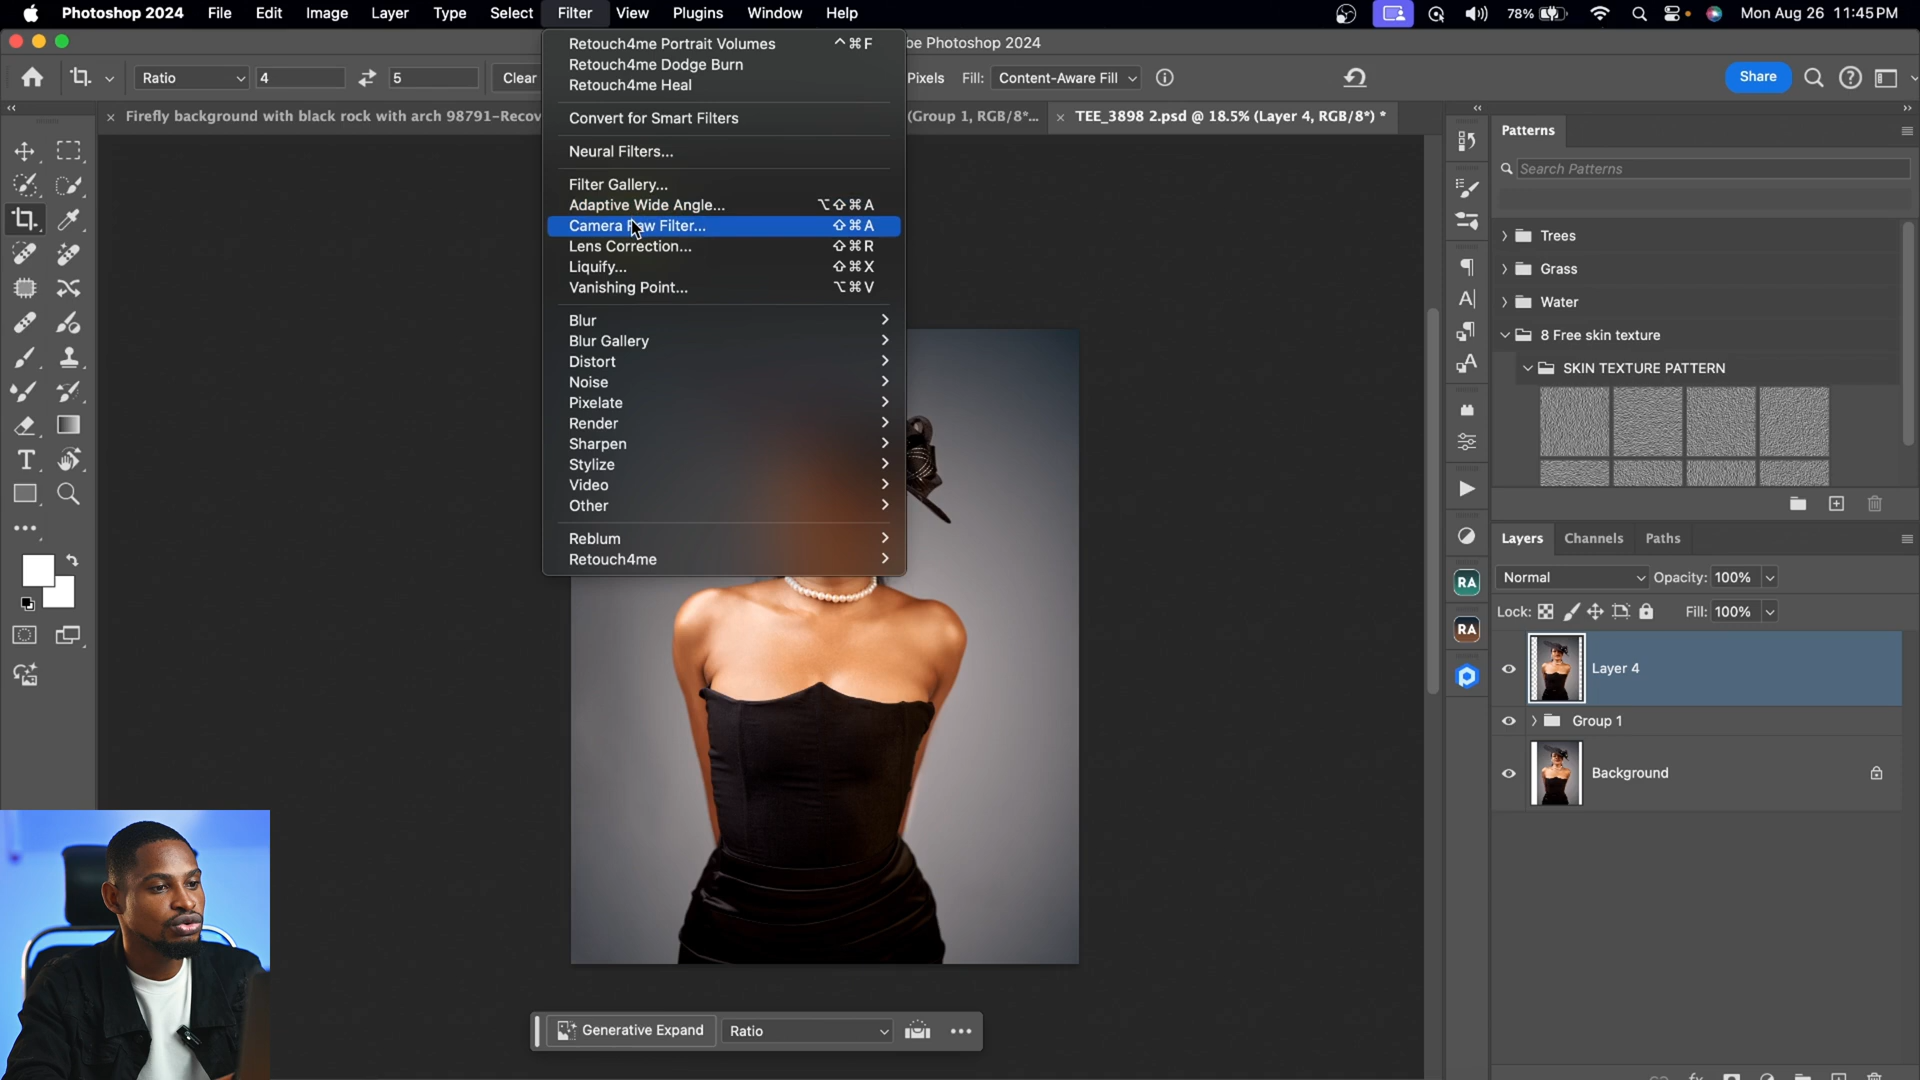 Photoshop 2024 File Edit Image Layer Type Select Filter View Plugins Window Help 78% Mon Aug 26 11:45 PM
be Photoshop 2024
Ratio 4 5 Clear Pixels Fill: Content-Aware Fill Share
× Firefly background with black rock with arch 98791-Recov (Group 1, RGB/8*... × TEE_3898 2.psd @ 18.5% (Layer 4, RGB/8*) *
Retouch4me Portrait Volumes ⌃⌘F
Retouch4me Dodge Burn
Retouch4me Heal
Convert for Smart Filters
Neural Filters...
Filter Gallery...
Adaptive Wide Angle... ⌥⇧⌘A
Camera Raw Filter... ⇧⌘A
Lens Correction... ⇧⌘R
Liquify... ⇧⌘X
Vanishing Point... ⌥⌘V
Blur
Blur Gallery
Distort
Noise
Pixelate
Render
Sharpen
Stylize
Video
Other
Reblum
Retouch4me
Patterns
Search Patterns
Trees
Grass
Water
8 Free skin texture
SKIN TEXTURE PATTERN
Layers Channels Paths
Normal Opacity: 100%
Lock: Fill: 100%
Layer 4
Group 1
Background
RA
RA
Generative Expand Ratio